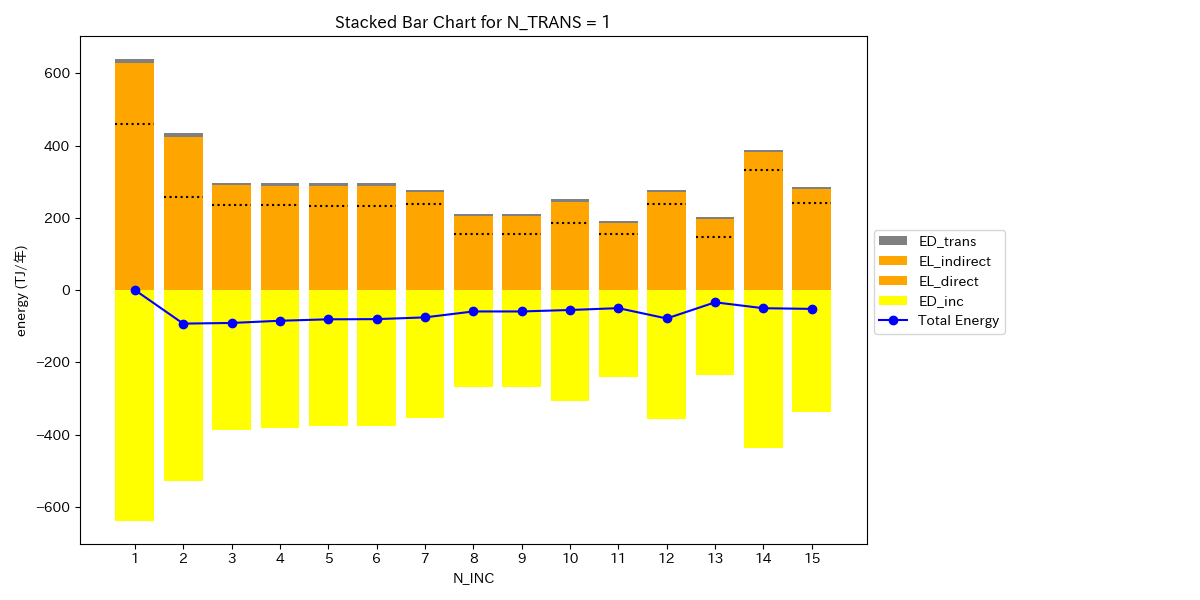 Stacked Bar Chart for N_TRANS = 1
energy (TJ/年)
600
400
200
0
−200
−400
−600
1 2 3 4 5 6 7 8 9 10 11 12 13 14 15
N_INC
ED_trans
EL_indirect
EL_direct
ED_inc
Total Energy